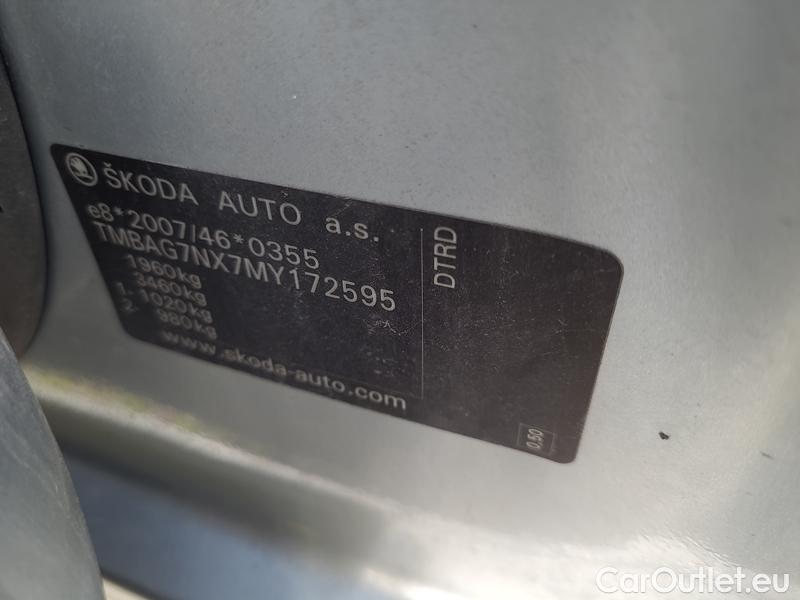 ŠKODA AUTO a.s.
e8*2007/46*0355
TMBAG7NX7MY172595
1960kg
3460kg
1. 1020kg
2. 980kg
www.skoda-auto.com
DTRD
0,50
CarOutlet.eu